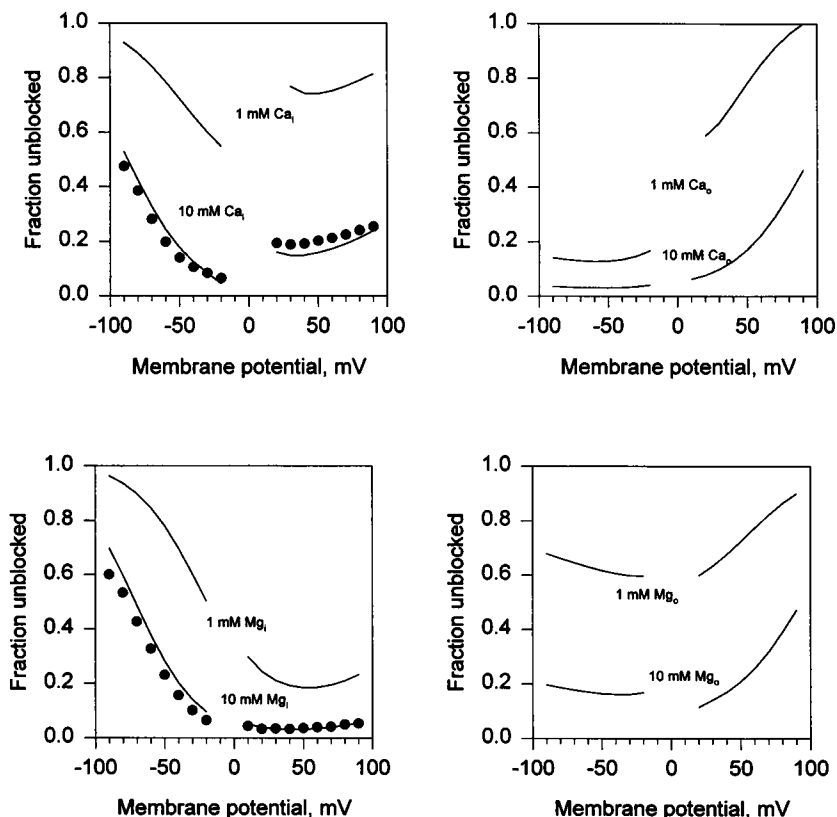 1.0
0.8
0.6
0.4
0.2
0.0
Fraction unblocked
1 mM Caᵢ
10 mM Caᵢ
-100 -50 0 50 100
Membrane potential, mV
1.0
0.8
0.6
0.4
0.2
0.0
Fraction unblocked
1 mM Caₒ
10 mM Caₒ
-100 -50 0 50 100
Membrane potential, mV
1.0
0.8
0.6
0.4
0.2
0.0
Fraction unblocked
1 mM Mgᵢ
10 mM Mgᵢ
-100 -50 0 50 100
Membrane potential, mV
1.0
0.8
0.6
0.4
0.2
0.0
Fraction unblocked
1 mM Mgₒ
10 mM Mgₒ
-100 -50 0 50 100
Membrane potential, mV